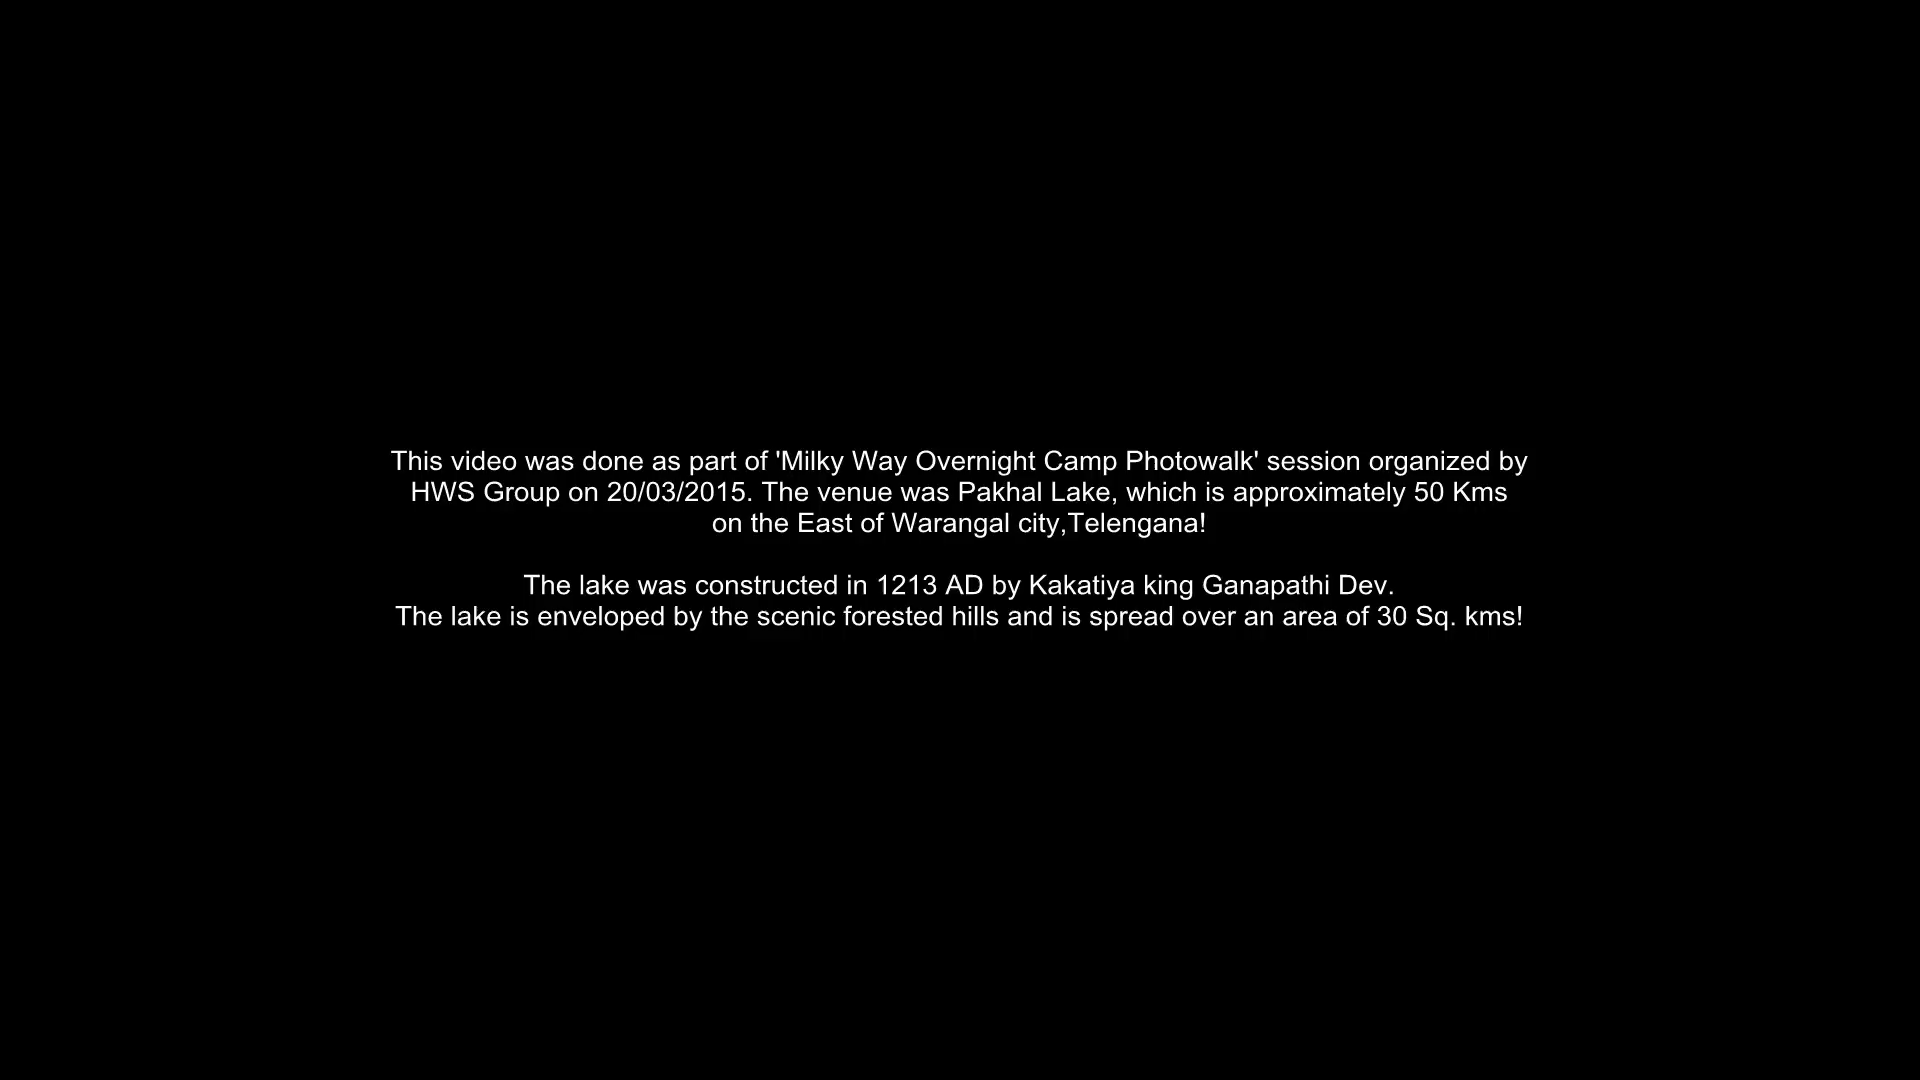 This video was done as part of 'Milky Way Overnight Camp Photowalk' session organized by
HWS Group on 20/03/2015. The venue was Pakhal Lake, which is approximately 50 Kms
on the East of Warangal city,Telengana!
The lake was constructed in 1213 AD by Kakatiya king Ganapathi Dev.
The lake is enveloped by the scenic forested hills and is spread over an area of 30 Sq. kms!